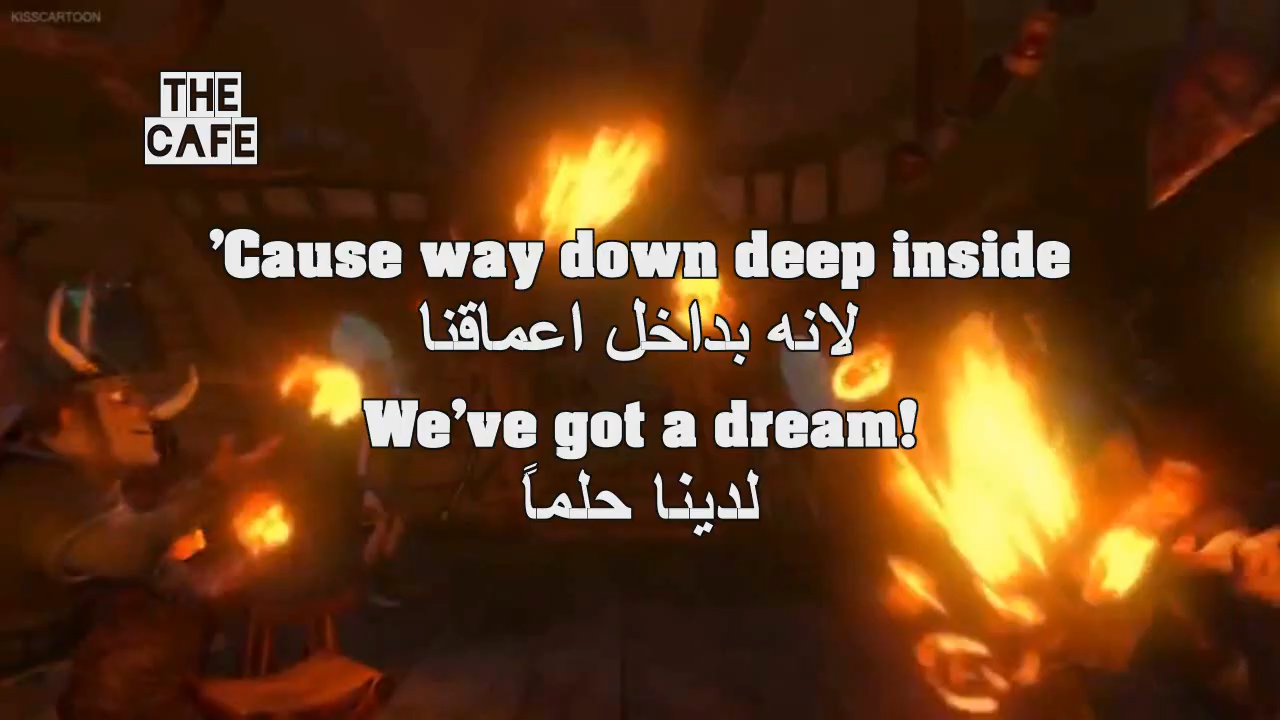 KISSCARTOON
THE
CAFE
’Cause way down deep inside
لانه بداخل اعماقنا
We’ve got a dream!
لدينا حلماً